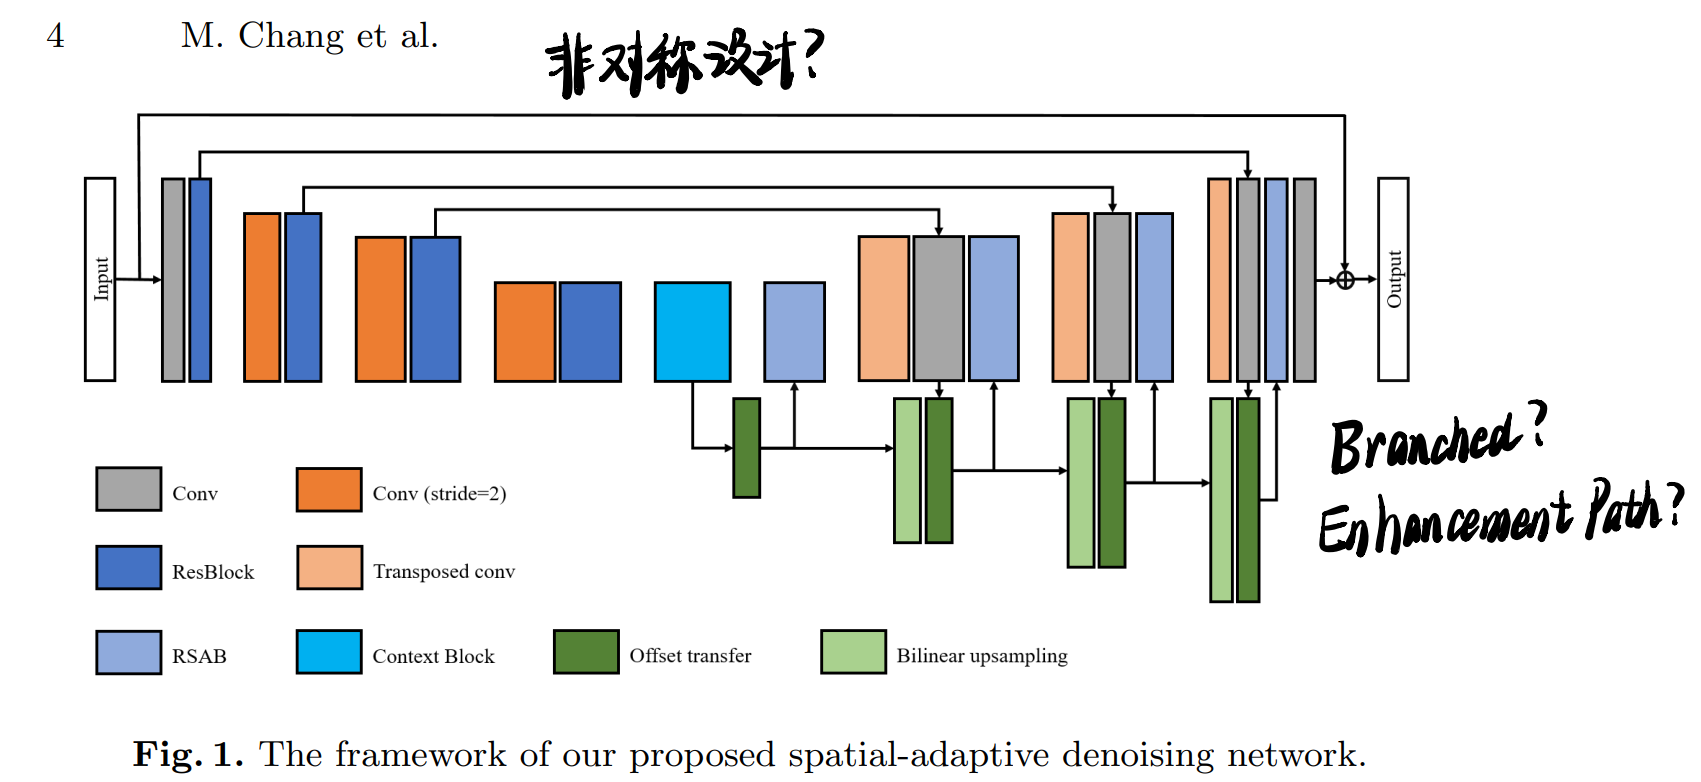 4 M. Chang et al.
非对称设计?
Input
Output
Branched?
Enhancement Path?
Conv
Conv (stride=2)
ResBlock
Transposed conv
RSAB
Context Block
Offset transfer
Bilinear upsampling
Fig. 1. The framework of our proposed spatial-adaptive denoising network.